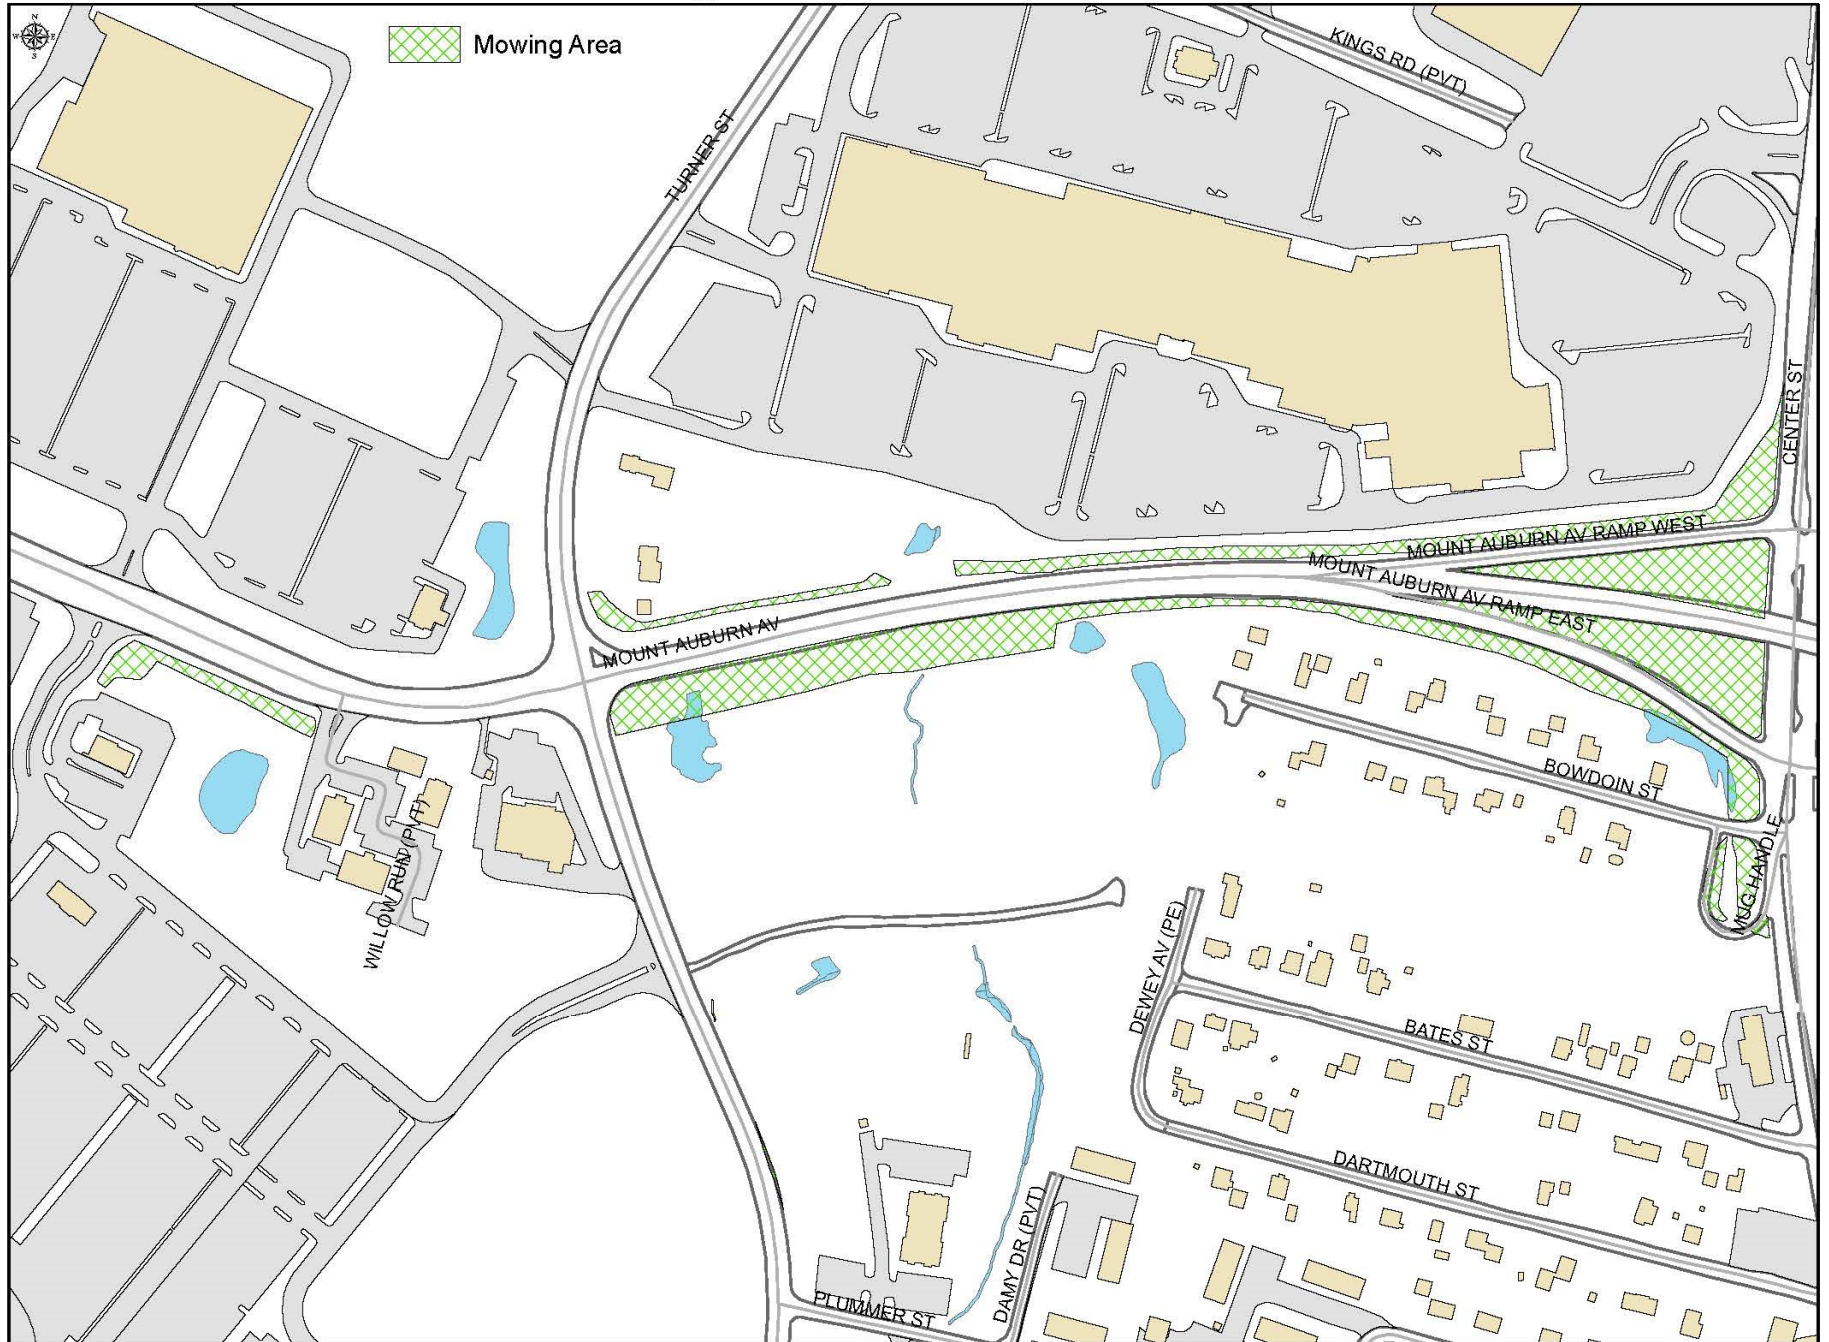 N
W E
S
Mowing Area
KINGS RD (PVT)
TURNER ST
CENTER ST
MOUNT AUBURN AV RAMP WEST
MOUNT AUBURN AV RAMP EAST
MOUNT AUBURN AV
BOWDOIN ST
MUG HANDLE
WILLOW RUN (PVT)
DEWEY AV (PE)
BATES ST
DARTMOUTH ST
DAMY DR (PVT)
PLUMMER ST